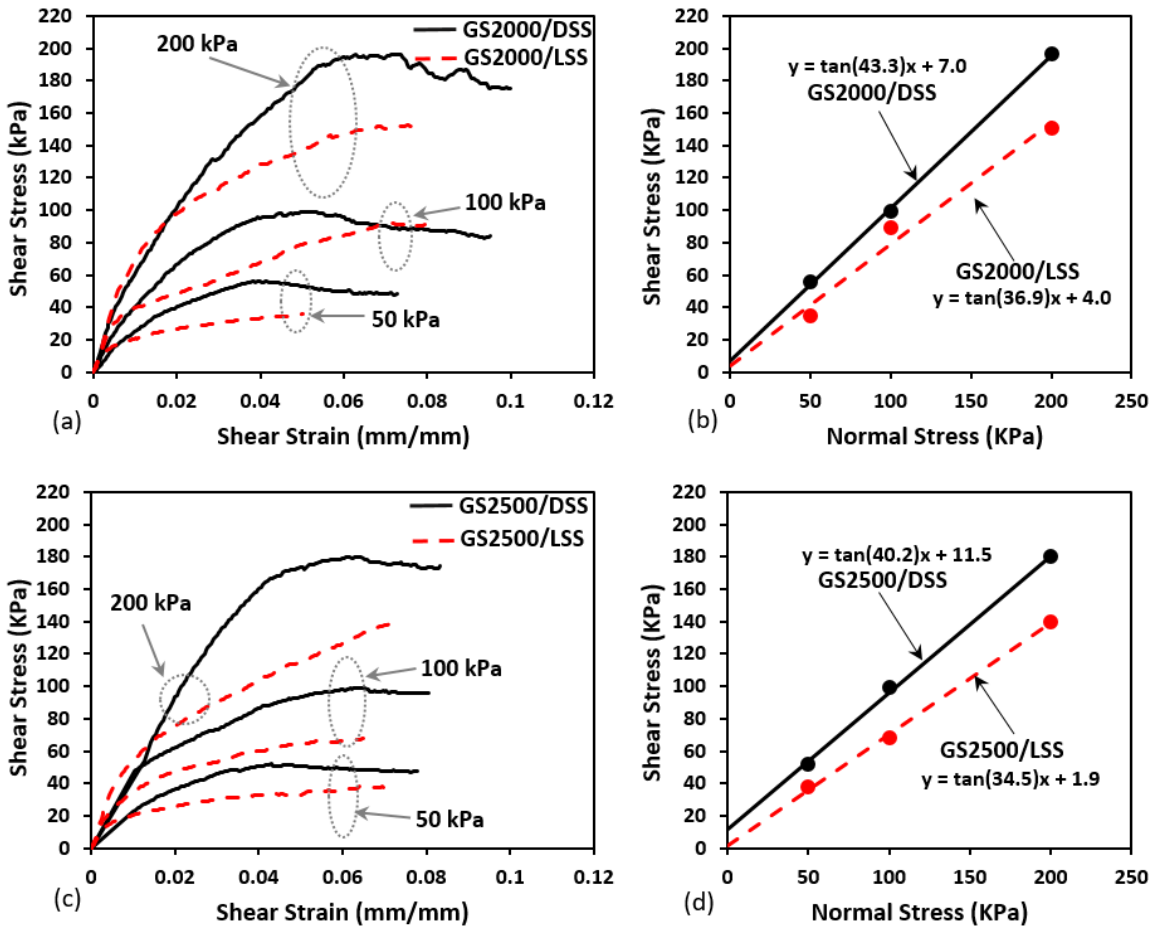 GS2000/DSS
GS2000/LSS
200 kPa
100 kPa
50 kPa
Shear Stress (kPa)
220
200
180
160
140
120
100
80
60
40
20
0
0 0.02 0.04 0.06 0.08 0.1 0.12
Shear Strain (mm/mm)
(a)
y = tan(43.3)x + 7.0
GS2000/DSS
GS2000/LSS
y = tan(36.9)x + 4.0
Shear Stress (KPa)
220
200
180
160
140
120
100
80
60
40
20
0
0 50 100 150 200 250
Normal Stress (KPa)
(b)
GS2500/DSS
GS2500/LSS
200 kPa
100 kPa
50 kPa
Shear Stress (KPa)
220
200
180
160
140
120
100
80
60
40
20
0
0 0.02 0.04 0.06 0.08 0.1 0.12
Shear Strain (mm/mm)
(c)
y = tan(40.2)x + 11.5
GS2500/DSS
GS2500/LSS
y = tan(34.5)x + 1.9
Shear Stress (KPa)
220
200
180
160
140
120
100
80
60
40
20
0
0 50 100 150 200 250
Normal Stress (KPa)
(d)